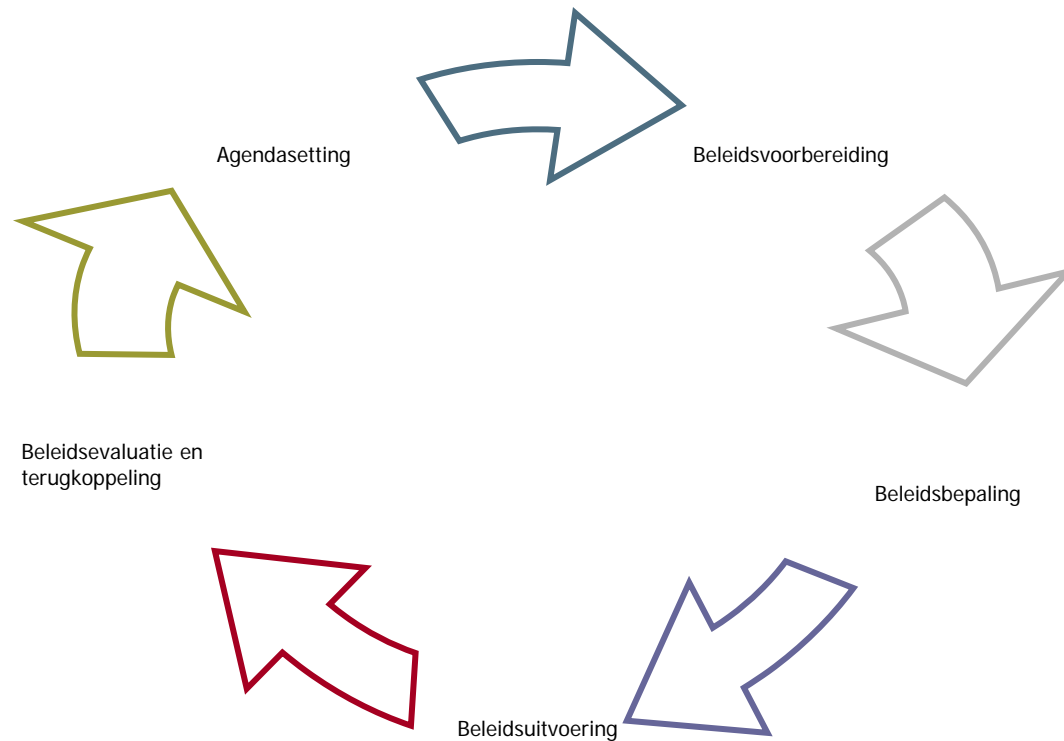 Agendasetting
Beleidsvoorbereiding
Beleidsevaluatie en
terugkoppeling
Beleidsbepaling
Beleidsuitvoering